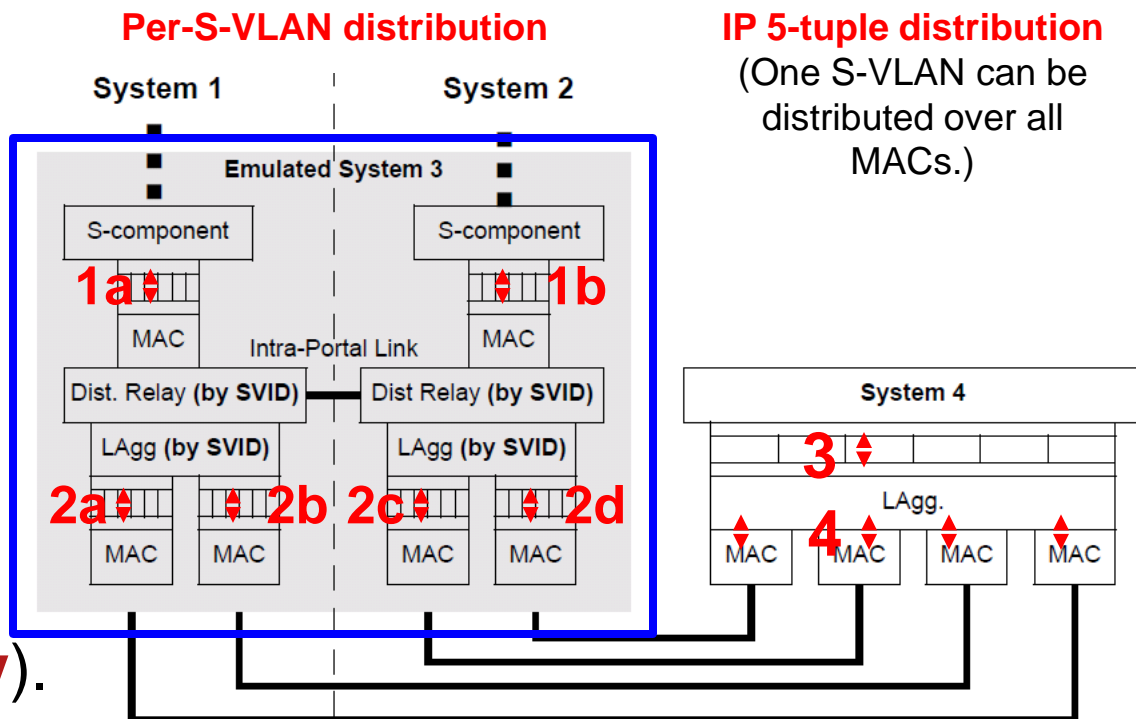 Per-S-VLAN distribution
IP 5-tuple distribution
(One S-VLAN can be
distributed over all
MACs.)
System 1
System 2
Emulated System 3
S-component
S-component
1a
1b
MAC
MAC
Intra-Portal Link
Dist. Relay (by SVID)
Dist Relay (by SVID)
System 4
LAgg (by SVID)
LAgg (by SVID)
3
2a
2b
2c
2d
LAgg.
4
MAC
MAC
MAC
MAC
MAC
MAC
MAC
MAC
).